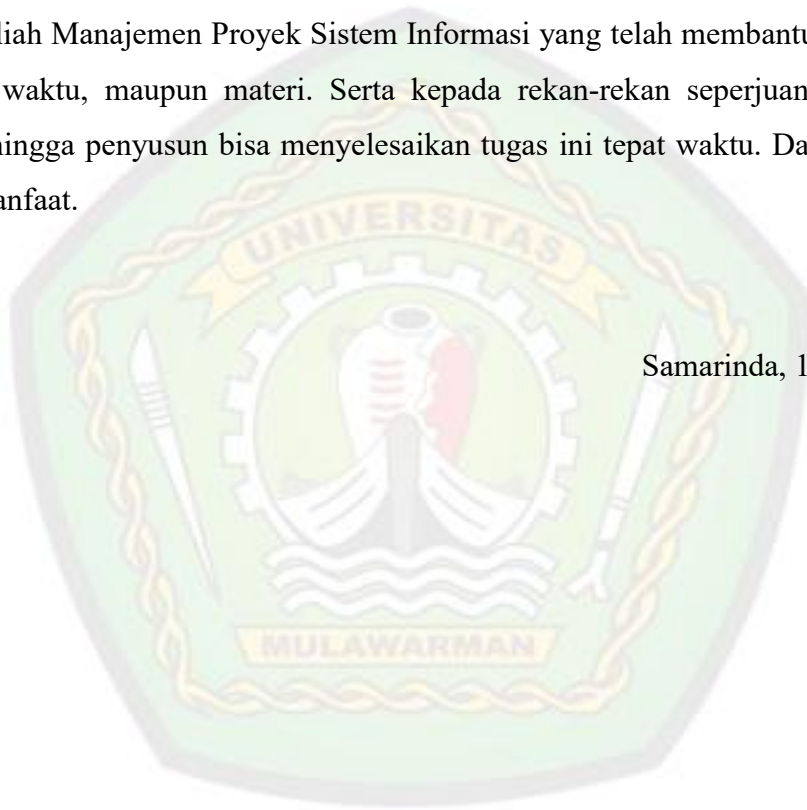 liah Manajemen Proyek Sistem Informasi yang telah membantu
waktu, maupun materi. Serta kepada rekan-rekan seperjuan
hingga penyusun bisa menyelesaikan tugas ini tepat waktu. Da
anfaat.
UNIVERSITAS
Samarinda, 1
MULAWARMAN